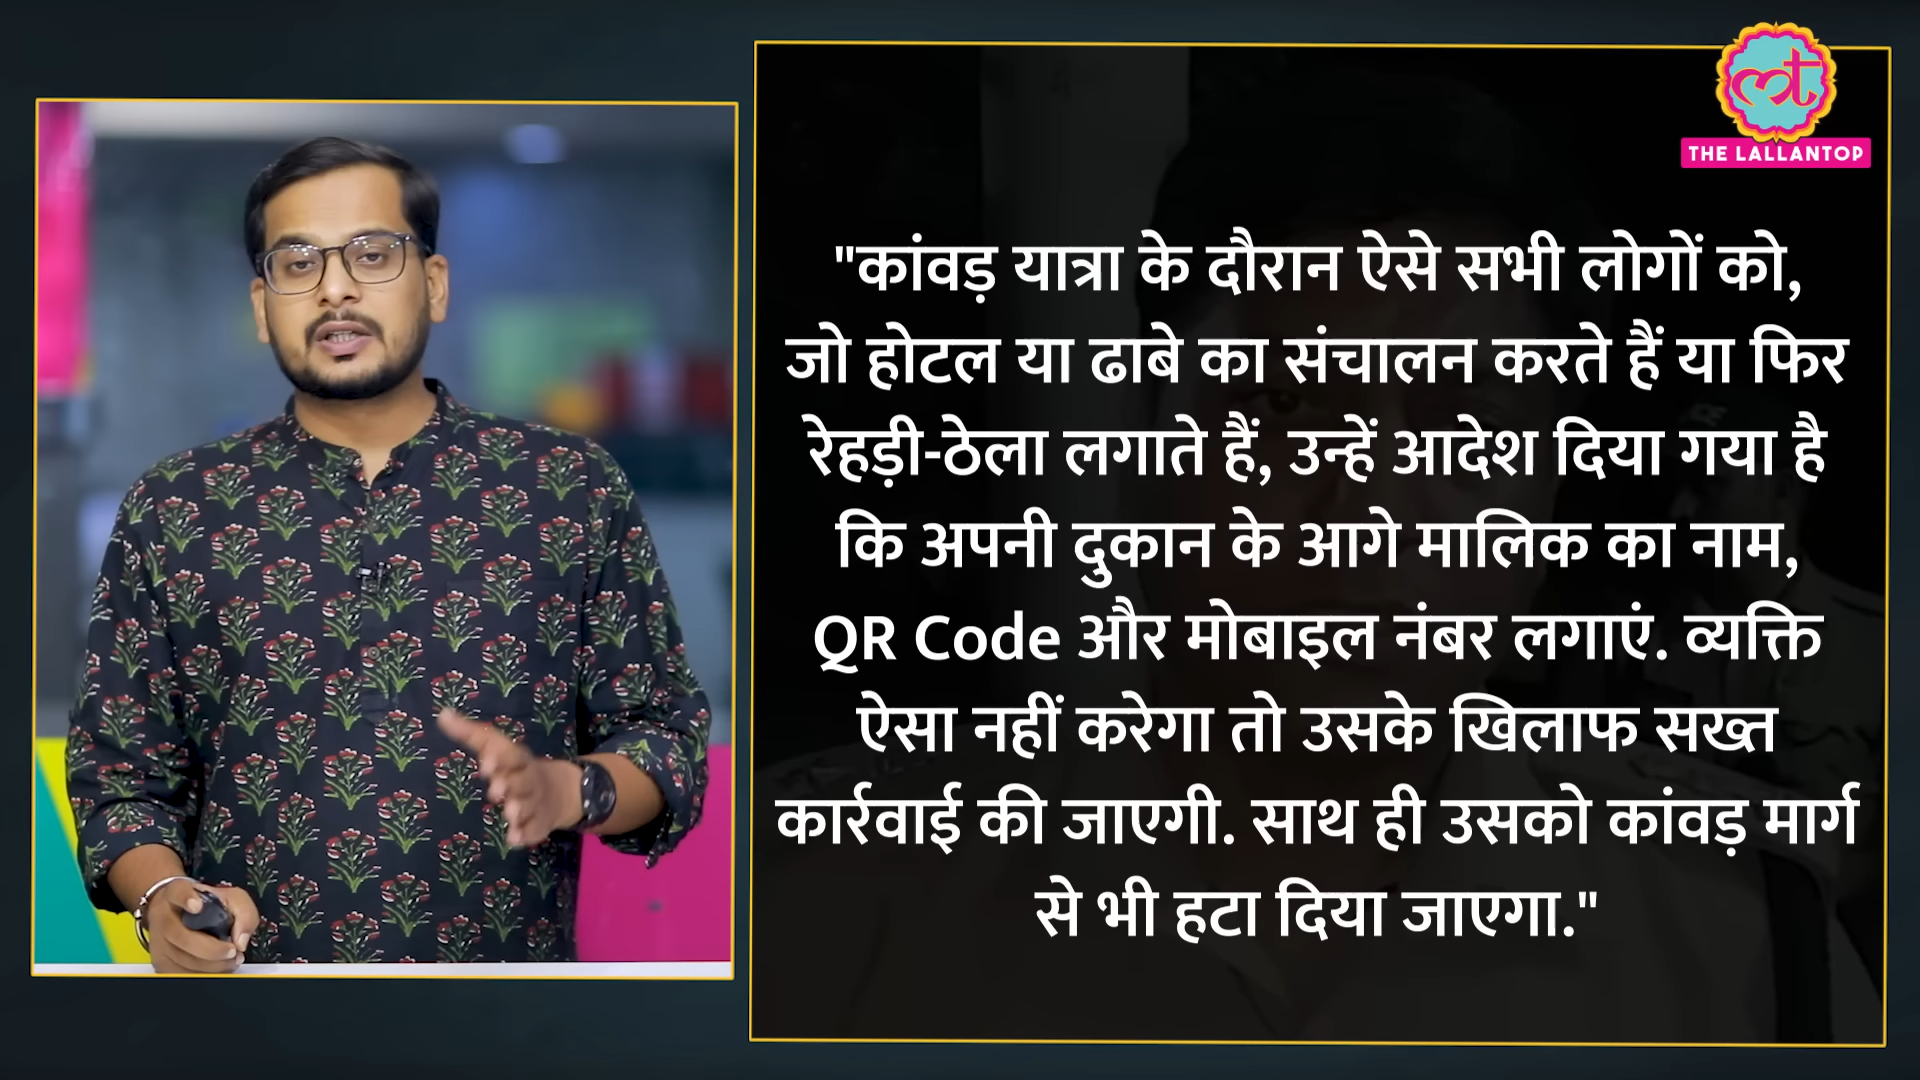 THE LALLANTOP
"कांवड़ यात्रा के दौरान ऐसे सभी लोगों को,
जो होटल या ढाबे का संचालन करते हैं या फिर
रेहड़ी-ठेला लगाते हैं, उन्हें आदेश दिया गया है
कि अपनी दुकान के आगे मालिक का नाम,
QR Code और मोबाइल नंबर लगाएं. व्यक्ति
ऐसा नहीं करेगा तो उसके खिलाफ सख्त
कार्रवाई की जाएगी. साथ ही उसको कांवड़ मार्ग
से भी हटा दिया जाएगा."